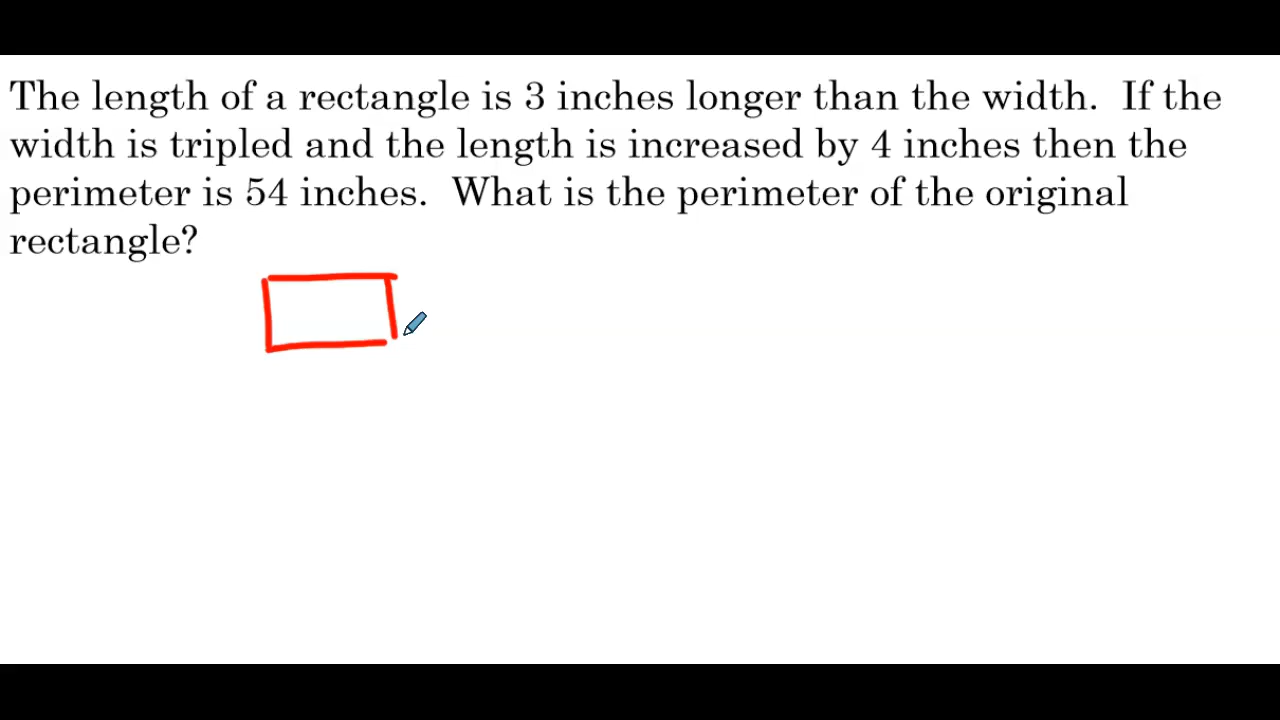 The length of a rectangle is 3 inches longer than the width.  If the
width is tripled and the length is increased by 4 inches then the
perimeter is 54 inches.  What is the perimeter of the original
rectangle?